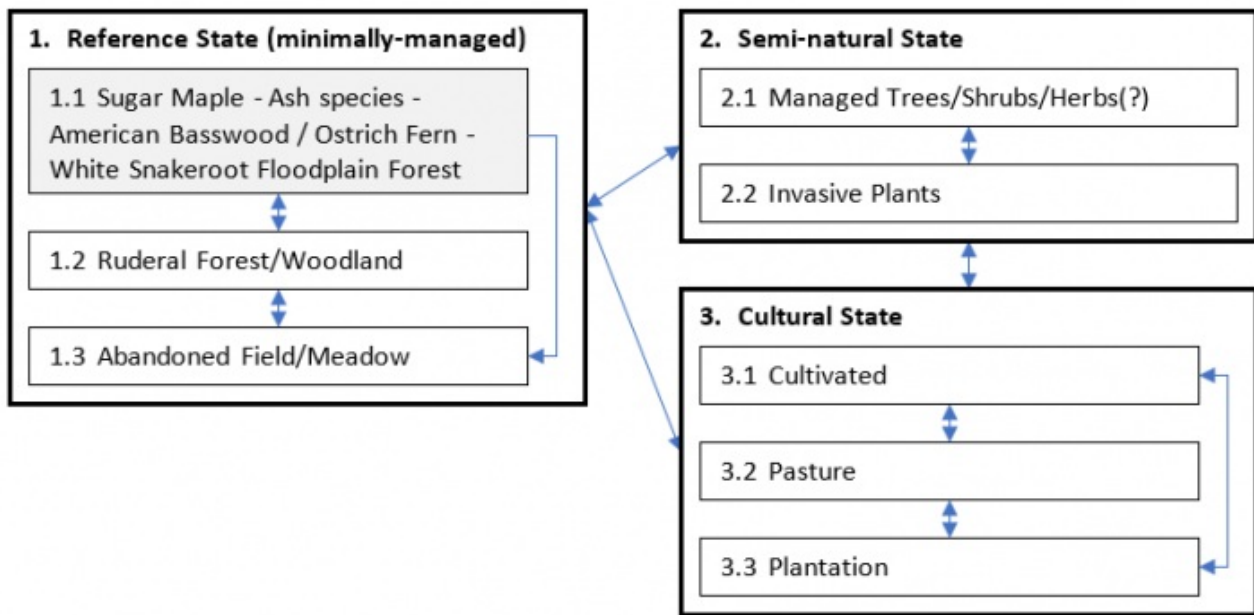 1. Reference State (minimally-managed)
1.1 Sugar Maple - Ash species -
American Basswood / Ostrich Fern -
White Snakeroot Floodplain Forest
1.2 Ruderal Forest/Woodland
1.3 Abandoned Field/Meadow
2. Semi-natural State
2.1 Managed Trees/Shrubs/Herbs(?)
2.2 Invasive Plants
3. Cultural State
3.1 Cultivated
3.2 Pasture
3.3 Plantation